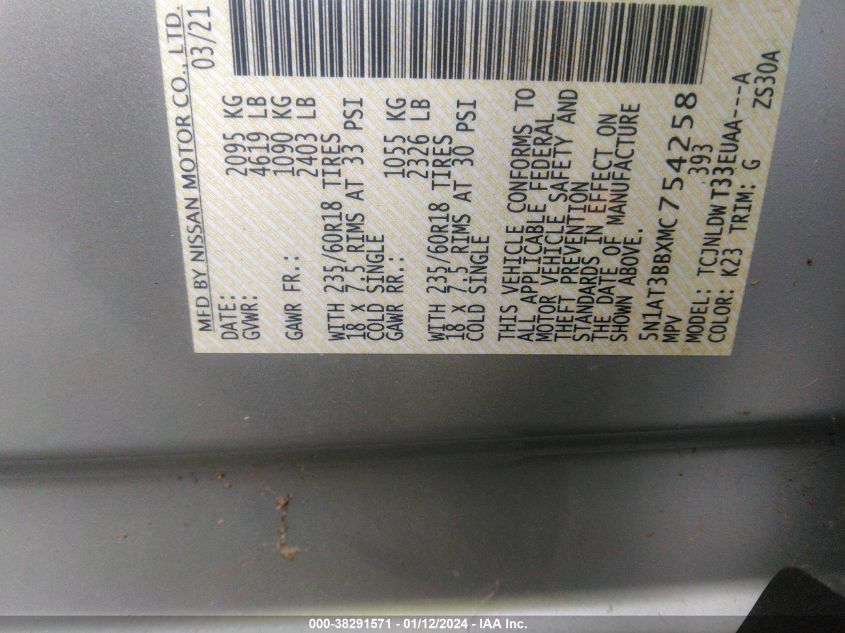 MFD BY NISSAN MOTOR CO., LTD.
DATE: 03/21
GVWR: 2095 KG
4619 LB
GAWR FR.: 1090 KG
2403 LB
WITH 235/60R18 TIRES
18 x 7.5 RIMS AT 33 PSI
COLD SINGLE
GAWR RR.: 1055 KG
2326 LB
WITH 235/60R18 TIRES
18 x 7.5 RIMS AT 30 PSI
COLD SINGLE
THIS VEHICLE CONFORMS TO
ALL APPLICABLE FEDERAL
MOTOR VEHICLE SAFETY AND
THEFT PREVENTION
STANDARDS IN EFFECT ON
THE DATE OF MANUFACTURE
SHOWN ABOVE.
5N1AT3BBXMC754258
MPV 393
MODEL: TCJNLDWT33EUAA---A
COLOR: K23 TRIM: G
ZS30A
000-38291571 - 01/12/2024 - IAA Inc.